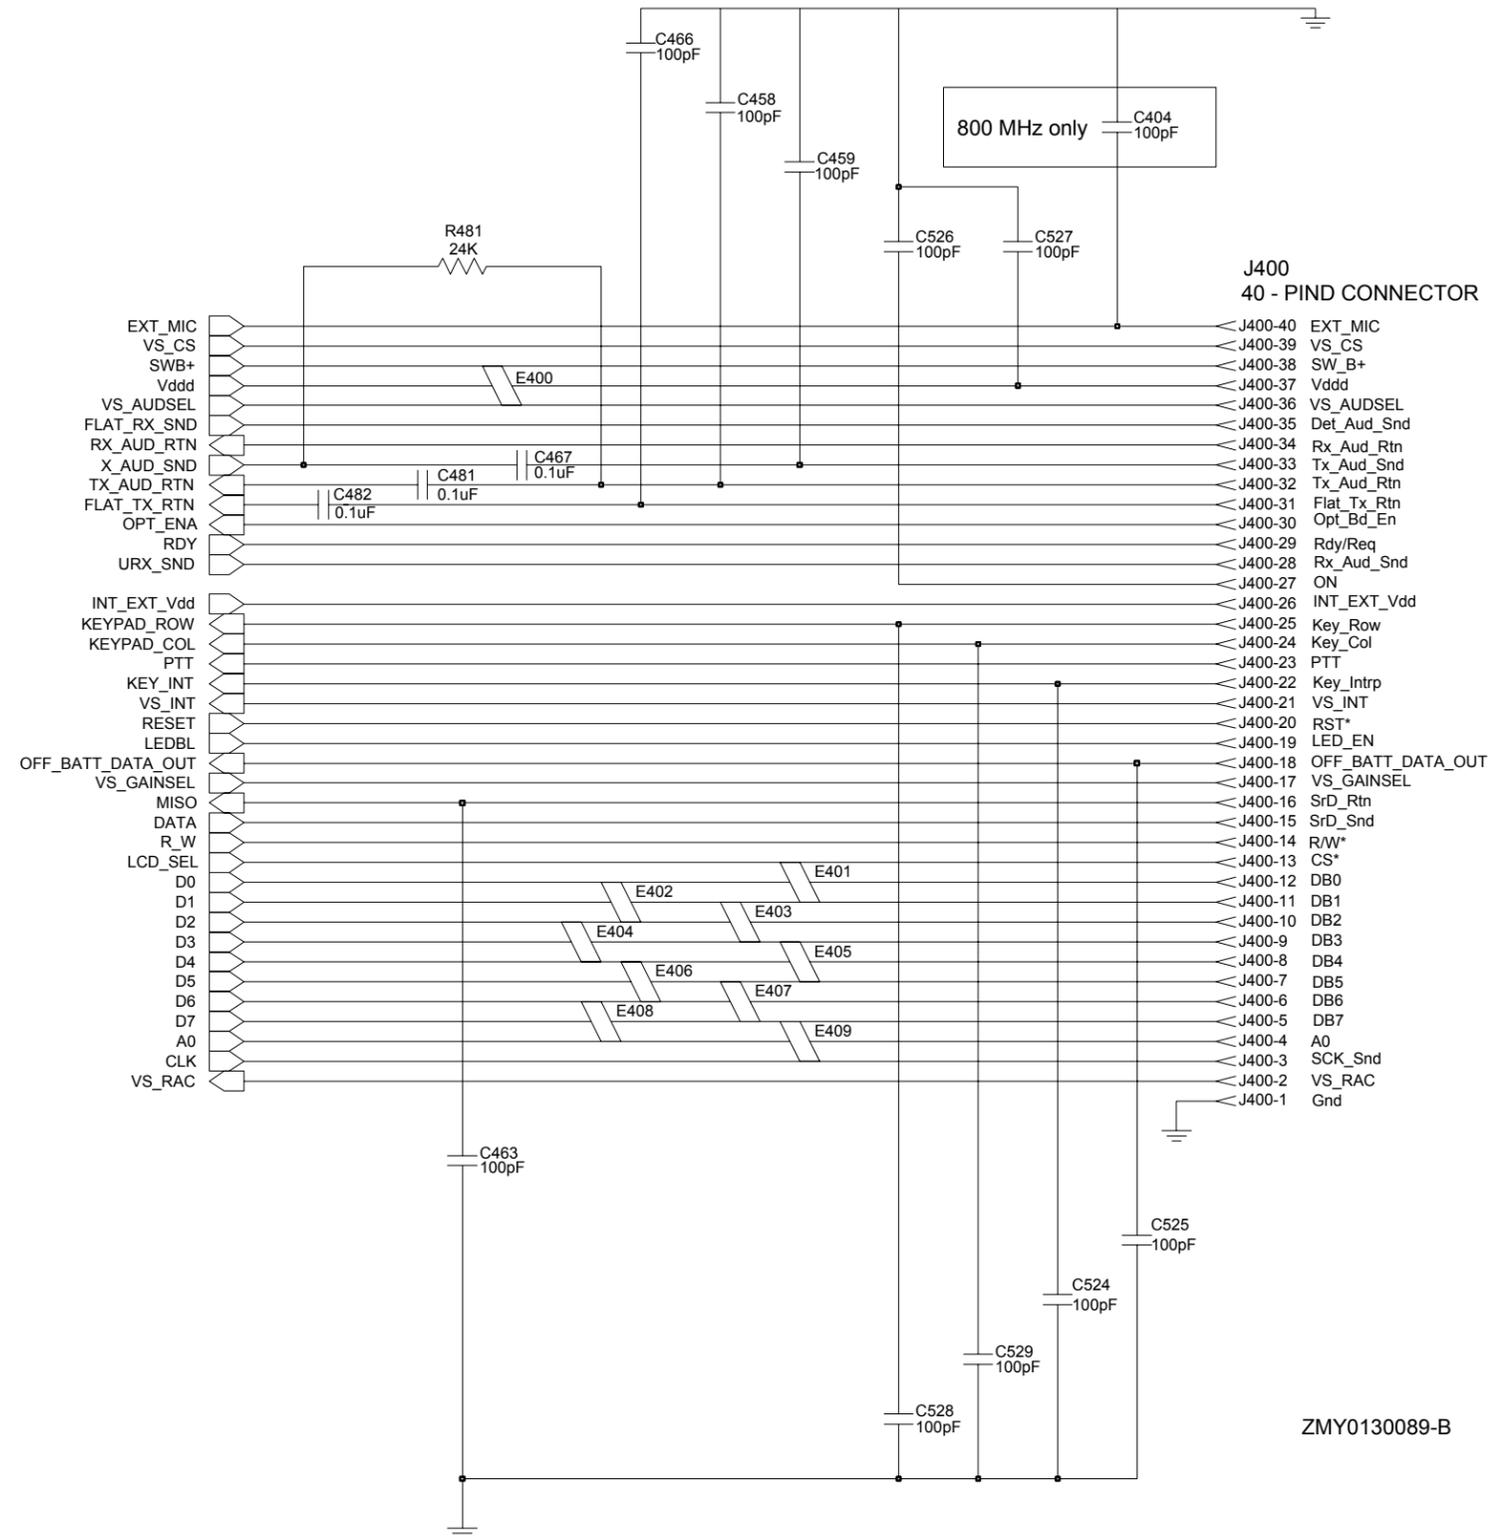 C466
100pF
C458
100pF
C459
100pF
800 MHz only
C404
100pF
C526
100pF
C527
100pF
R481
24K
J400
40 - PIND CONNECTOR
EXT_MIC J400-40 EXT_MIC
VS_CS J400-39 VS_CS
SWB+ J400-38 SW_B+
E400
Vddd J400-37 Vddd
VS_AUDSEL J400-36 VS_AUDSEL
FLAT_RX_SND J400-35 Det_Aud_Snd
RX_AUD_RTN J400-34 Rx_Aud_Rtn
X_AUD_SND J400-33 Tx_Aud_Snd
C467
0.1uF
TX_AUD_RTN J400-32 Tx_Aud_Rtn
C481
0.1uF
FLAT_TX_RTN J400-31 Flat_Tx_Rtn
C482
0.1uF
OPT_ENA J400-30 Opt_Bd_En
RDY J400-29 Rdy/Req
URX_SND J400-28 Rx_Aud_Snd
J400-27 ON
INT_EXT_Vdd J400-26 INT_EXT_Vdd
KEYPAD_ROW J400-25 Key_Row
KEYPAD_COL J400-24 Key_Col
PTT J400-23 PTT
KEY_INT J400-22 Key_Intrp
VS_INT J400-21 VS_INT
RESET J400-20 RST*
LEDBL J400-19 LED_EN
OFF_BATT_DATA_OUT J400-18 OFF_BATT_DATA_OUT
VS_GAINSEL J400-17 VS_GAINSEL
MISO J400-16 SrD_Rtn
DATA J400-15 SrD_Snd
R_W J400-14 R/W*
LCD_SEL J400-13 CS*
E401
D0 J400-12 DB0
E402
D1 J400-11 DB1
E403
D2 J400-10 DB2
E404
D3 J400-9 DB3
E405
D4 J400-8 DB4
E406
D5 J400-7 DB5
E407
D6 J400-6 DB6
E408
D7 J400-5 DB7
E409
A0 J400-4 A0
CLK J400-3 SCK_Snd
VS_RAC J400-2 VS_RAC
J400-1 Gnd
C463
100pF
C525
100pF
C524
100pF
C529
100pF
C528
100pF
ZMY0130089-B